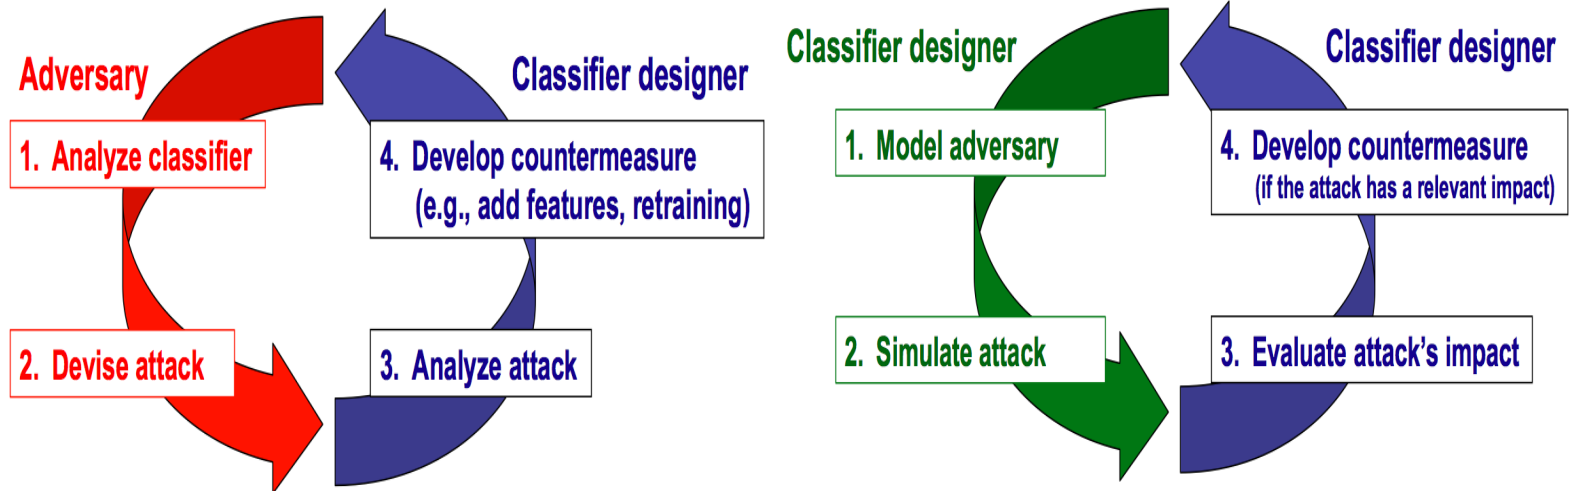 Adversary
1. Analyze classifier
2. Devise attack
Classifier designer
4. Develop countermeasure
(e.g., add features, retraining)
3. Analyze attack
Classifier designer
1. Model adversary
2. Simulate attack
Classifier designer
4. Develop countermeasure
(if the attack has a relevant impact)
3. Evaluate attack’s impact